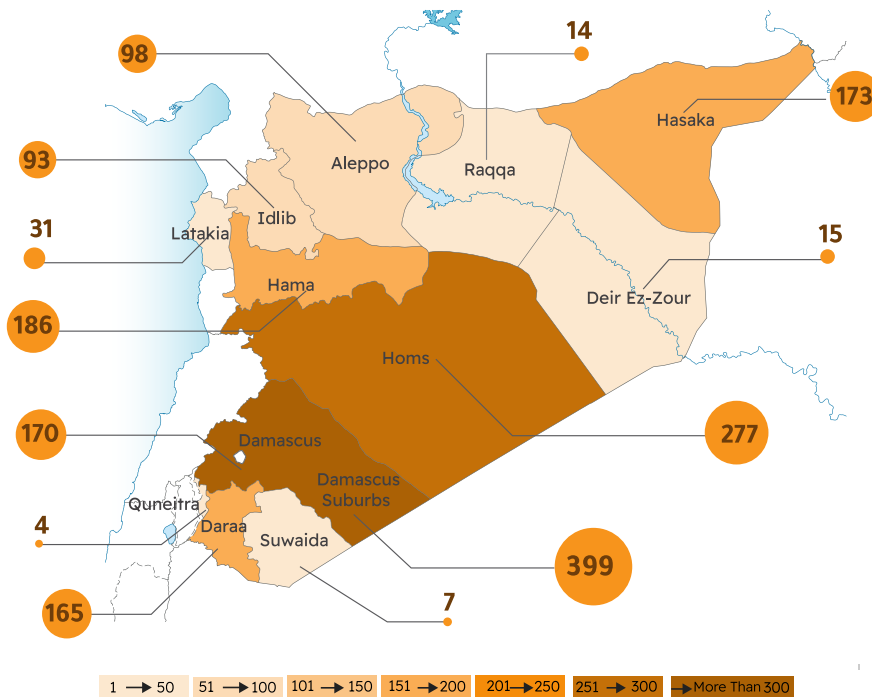 14
98
173
Hasaka
Aleppo
93
Raqqa
Idlib
31
Latakia
15
Hama
Deir Ez-Zour
186
Homs
170
277
Damascus
Damascus
Suburbs
Quneitra
4
Daraa
Suwaida
399
7
165
1 → 50
51 → 100
101 → 150
151 → 200
201 → 250
251 → 300
→ More Than 300